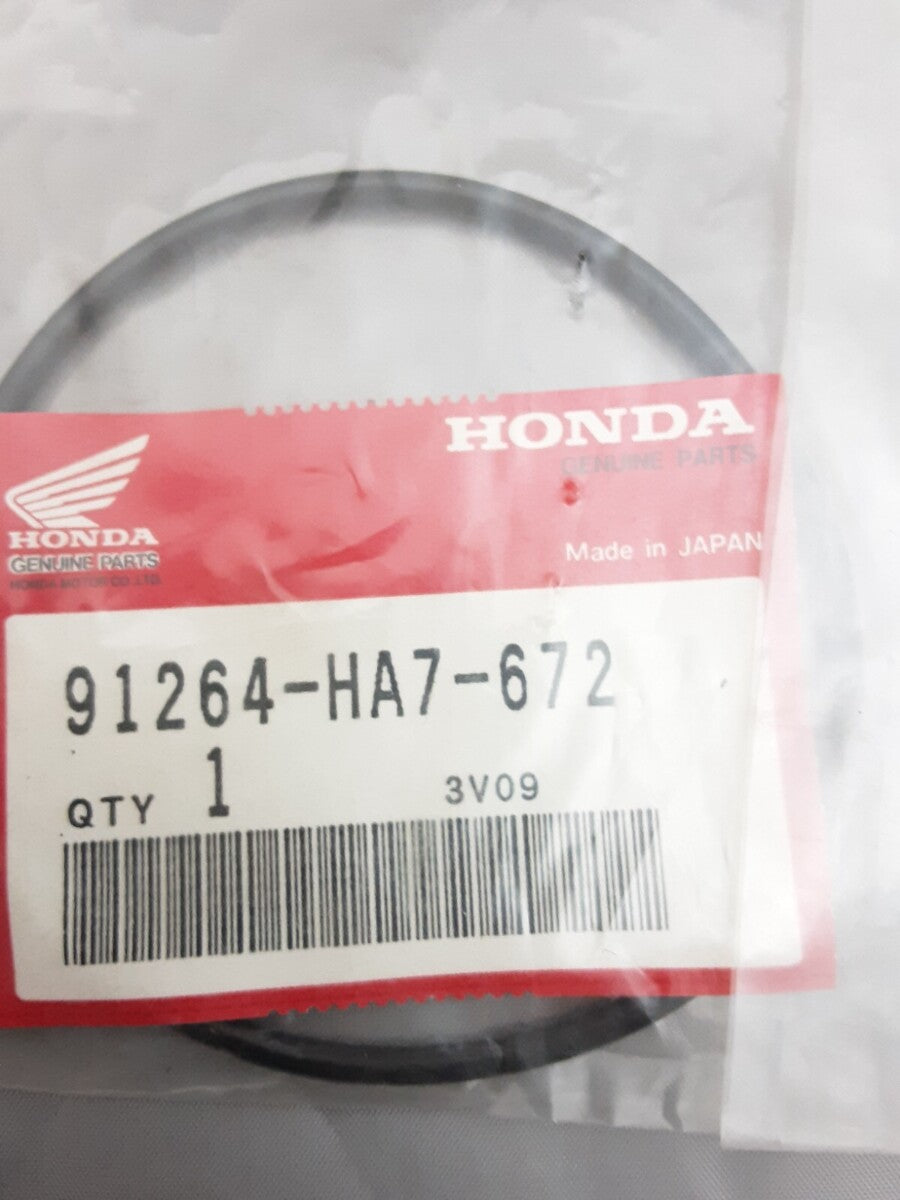 HONDA
GENUINE PARTS
Made in JAPAN
HONDA
GENUINE PARTS
HONDA MOTOR CO.,LTD.
91264-HA7-672
QTY 1 3V09